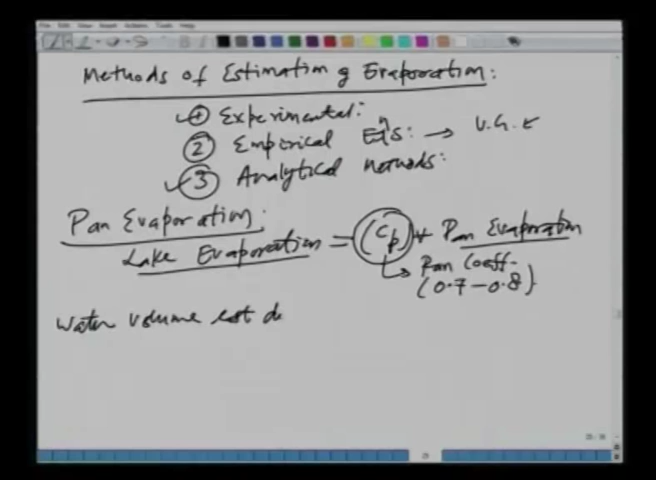 Methods of Estimating Evaporation:
① Experimental:
② Empirical Eqⁿs: →
③ Analytical Methods:
Pan Evaporation:
Lake Evaporation = (Cp) * Pan Evaporation
↳ Pan Coeff.
(0.7 – 0.8)
Water volume lost d